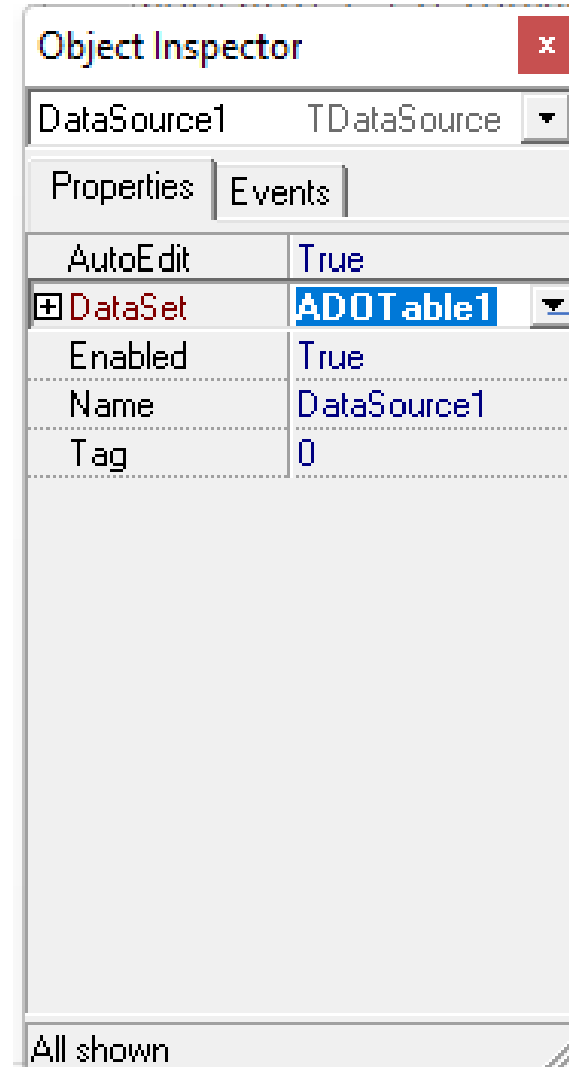 Object Inspector x
DataSource1 TDataSource
Properties Events
AutoEdit True
DataSet ADOTable1
Enabled True
Name DataSource1
Tag 0
All shown